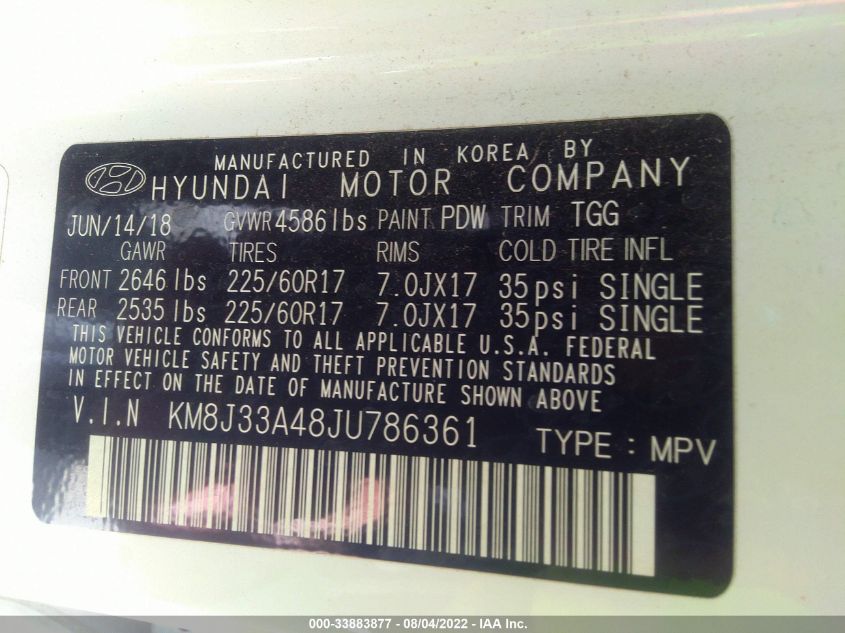 MANUFACTURED IN KOREA BY
HYUNDAI MOTOR COMPANY
JUN/14/18 GVWR 4586 lbs PAINT PDW TRIM TGG
GAWR TIRES RIMS COLD TIRE INFL
FRONT 2646 lbs 225/60R17 7.0JX17 35psi SINGLE
REAR 2535 lbs 225/60R17 7.0JX17 35psi SINGLE
THIS VEHICLE CONFORMS TO ALL APPLICABLE U.S.A. FEDERAL
MOTOR VEHICLE SAFETY AND THEFT PREVENTION STANDARDS
IN EFFECT ON THE DATE OF MANUFACTURE SHOWN ABOVE
V.I.N KM8J33A48JU786361 TYPE : MPV
000-33883877 - 08/04/2022 - IAA Inc.